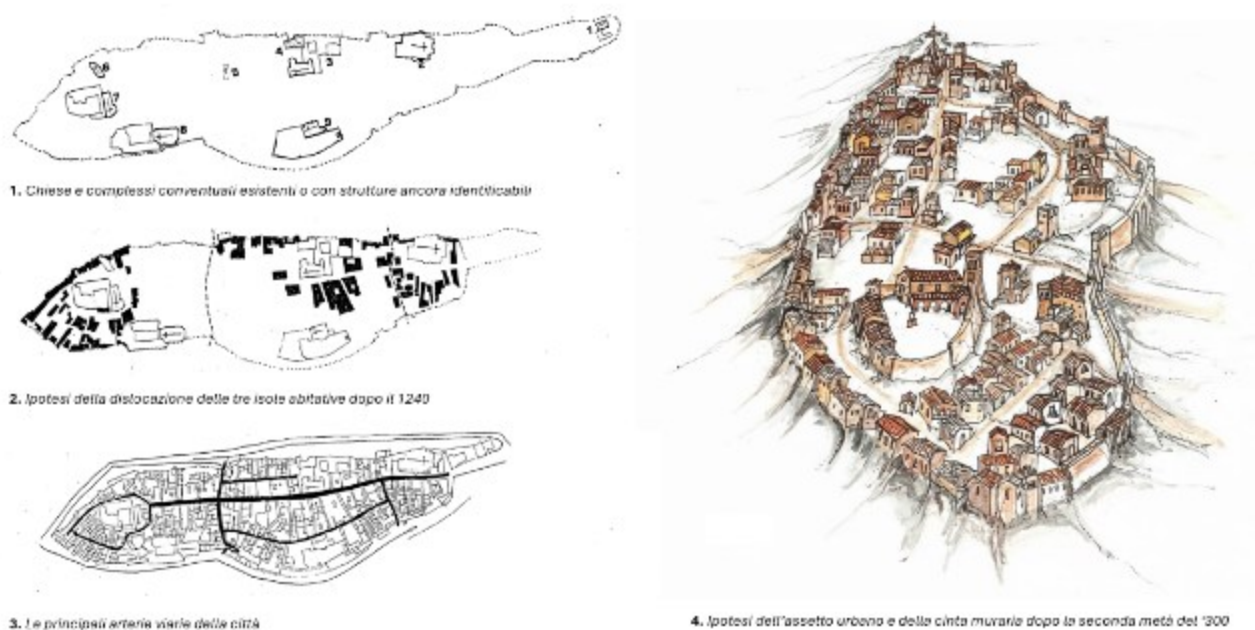 1. Chiese e complessi conventuali esistenti o con strutture ancora identificabili
2. Ipotesi della dislocazione delle tre isole abitative dopo il 1240
3. Le principali arterie viarie della città
4. Ipotesi dell'assetto urbano e della cinta muraria dopo la seconda metà del '300